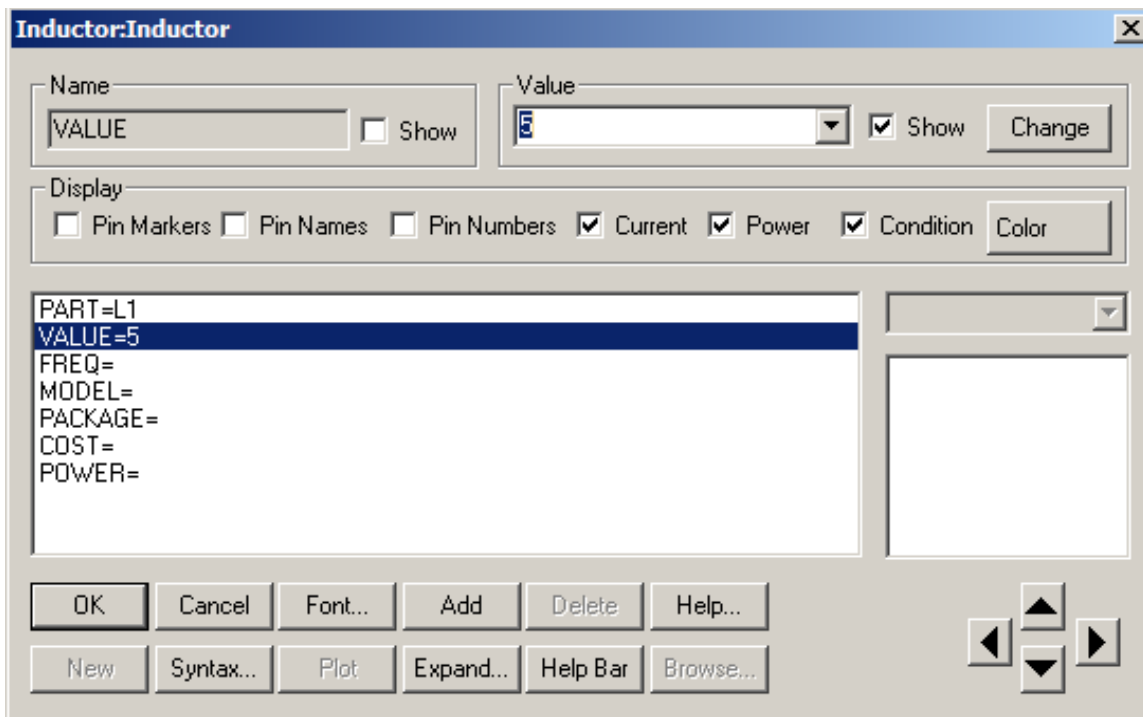 Inductor:Inductor
Name
VALUE Show
Value
5 Show Change
Display
Pin Markers Pin Names Pin Numbers Current Power Condition Color
PART=L1
VALUE=5
FREQ=
MODEL=
PACKAGE=
COST=
POWER=
OK Cancel Font... Add Delete Help...
New Syntax... Plot Expand... Help Bar Browse...